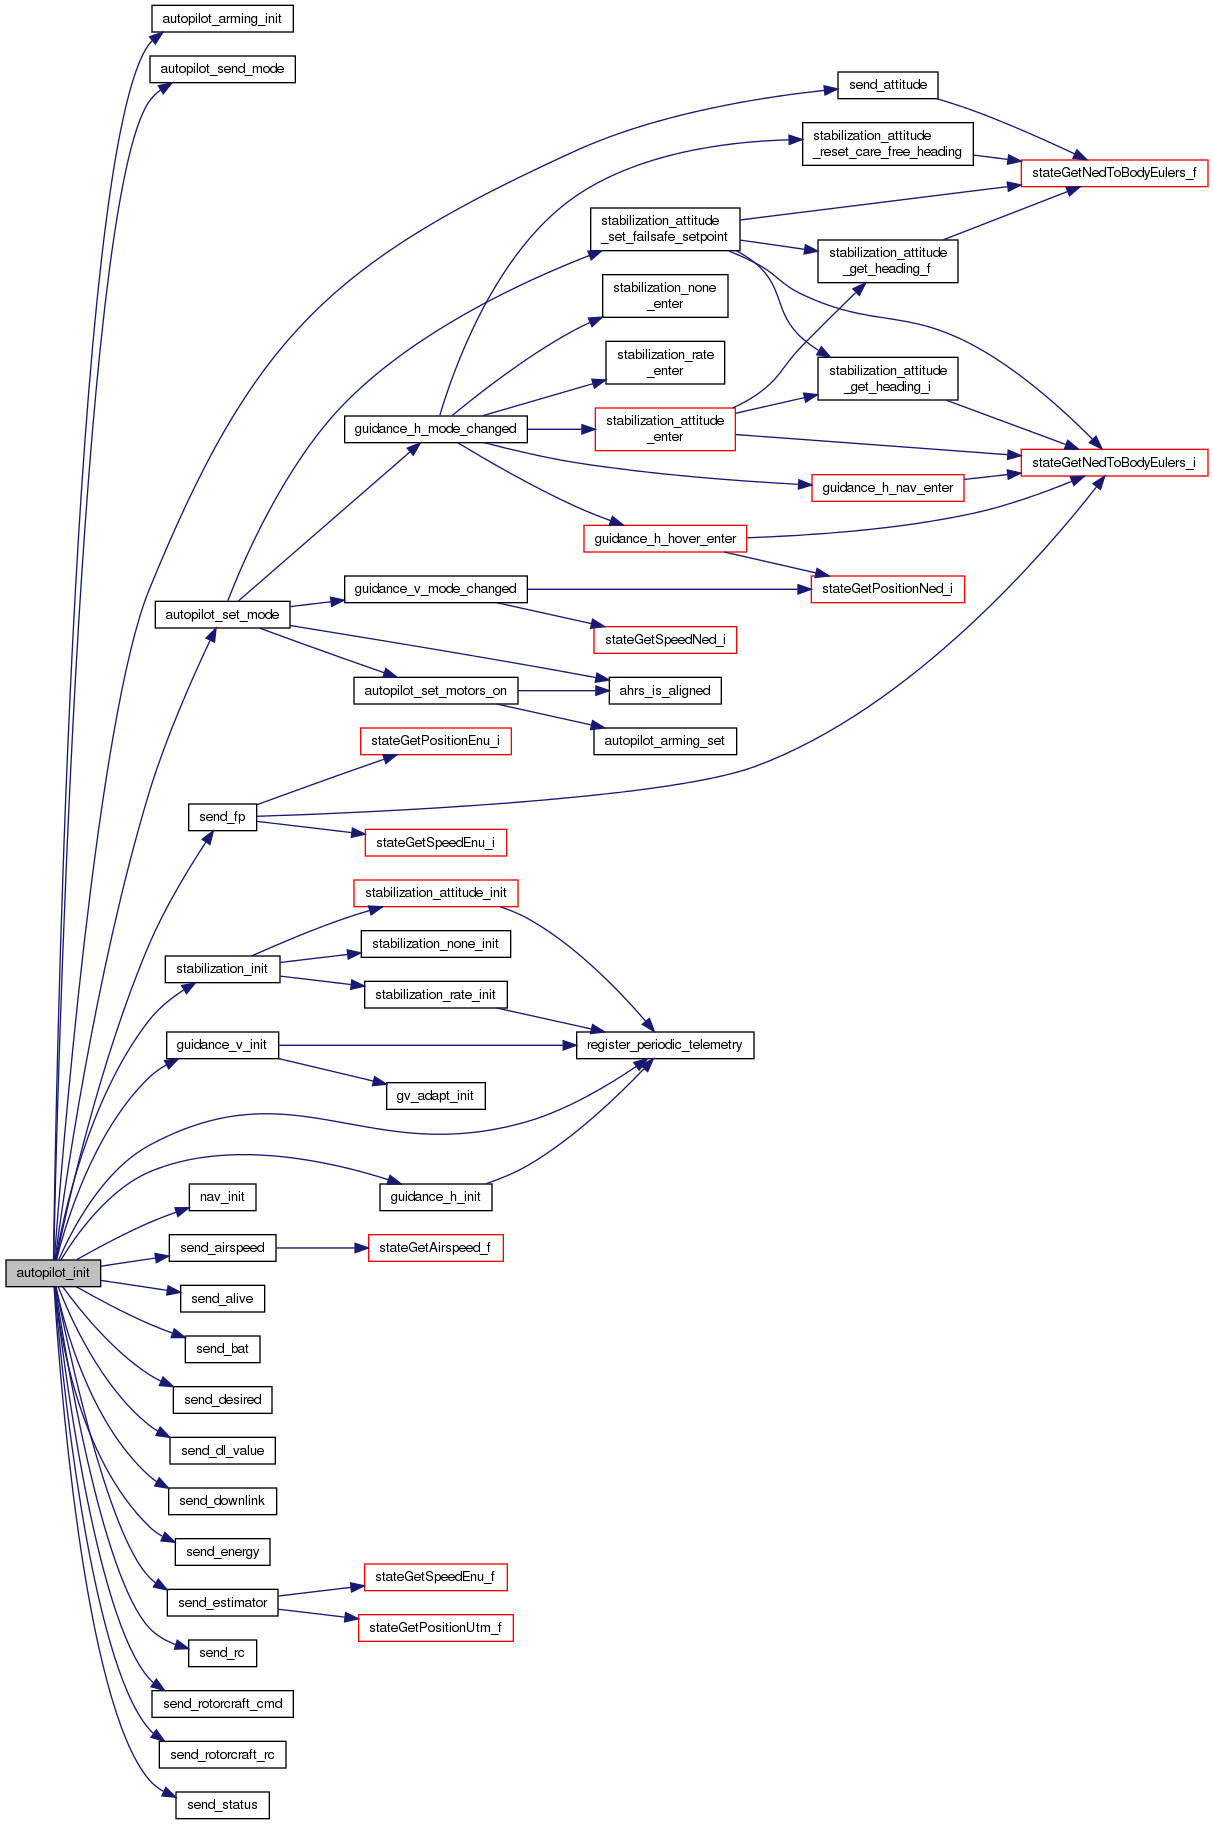 autopilot_arming_init
autopilot_send_mode
send_attitude
stabilization_attitude
_reset_care_free_heading
stateGetNedToBodyEulers_f
stabilization_attitude
_set_failsafe_setpoint
stabilization_attitude
_get_heading_f
stabilization_none
_enter
stabilization_rate
_enter
stabilization_attitude
_get_heading_i
guidance_h_mode_changed
stabilization_attitude
_enter
stateGetNedToBodyEulers_i
guidance_h_nav_enter
guidance_h_hover_enter
stateGetPositionNed_i
guidance_v_mode_changed
autopilot_set_mode
stateGetSpeedNed_i
autopilot_set_motors_on
ahrs_is_aligned
autopilot_arming_set
stateGetPositionEnu_i
send_fp
stateGetSpeedEnu_i
stabilization_attitude_init
stabilization_none_init
stabilization_init
stabilization_rate_init
guidance_v_init
register_periodic_telemetry
gv_adapt_init
nav_init
guidance_h_init
send_airspeed
stateGetAirspeed_f
autopilot_init
send_alive
send_bat
send_desired
send_dl_value
send_downlink
send_energy
stateGetSpeedEnu_f
send_estimator
stateGetPositionUtm_f
send_rc
send_rotorcraft_cmd
send_rotorcraft_rc
send_status